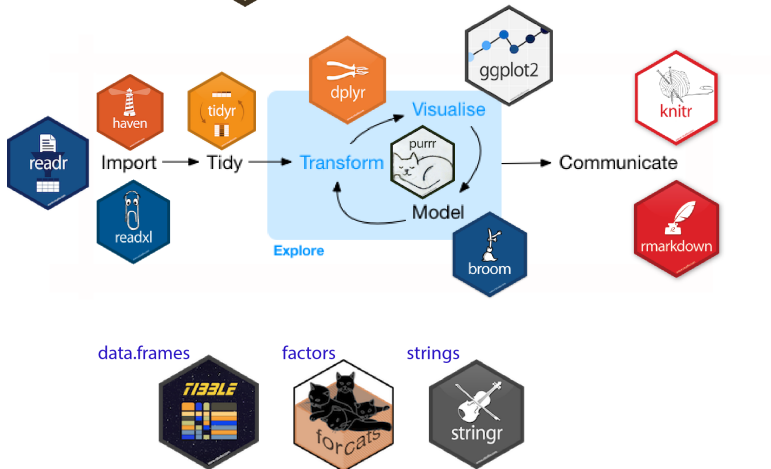 ggplot2
dplyr
Visualise
haven
tidyr
knitr
readr
Import
Tidy
Transform
purrr
Communicate
Model
readxl
rmarkdown
Explore
broom
data.frames
factors
strings
TIBBLE
forcats
stringr